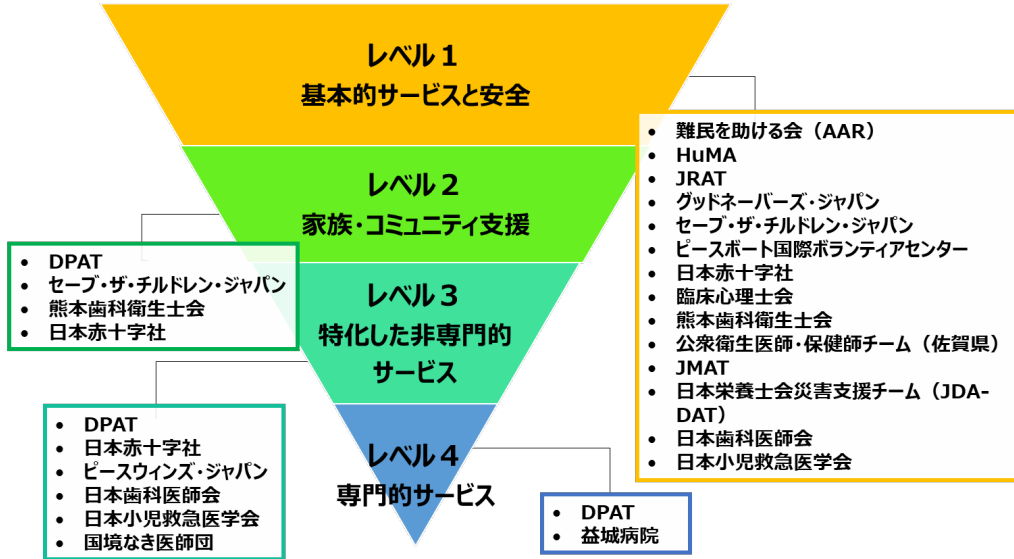 レベル１
基本的サービスと安全
レベル２
家族・コミュニティ支援
レベル３
特化した非専門的
サービス
レベル４
専門的サービス
• 難民を助ける会（AAR）
• HuMA
• JRAT
• グッドネーバーズ・ジャパン
• セーブ・ザ・チルドレン・ジャパン
• ピースボート国際ボランティアセンター
• 日本赤十字社
• 臨床心理士会
• 熊本歯科衛生士会
• 公衆衛生医師・保健師チーム（佐賀県）
• JMAT
• 日本栄養士会災害支援チーム（JDA-
DAT）
• 日本歯科医師会
• 日本小児救急医学会
• DPAT
• セーブ・ザ・チルドレン・ジャパン
• 熊本歯科衛生士会
• 日本赤十字社
• DPAT
• 日本赤十字社
• ピースウィンズ・ジャパン
• 日本歯科医師会
• 日本小児救急医学会
• 国境なき医師団
• DPAT
• 益城病院